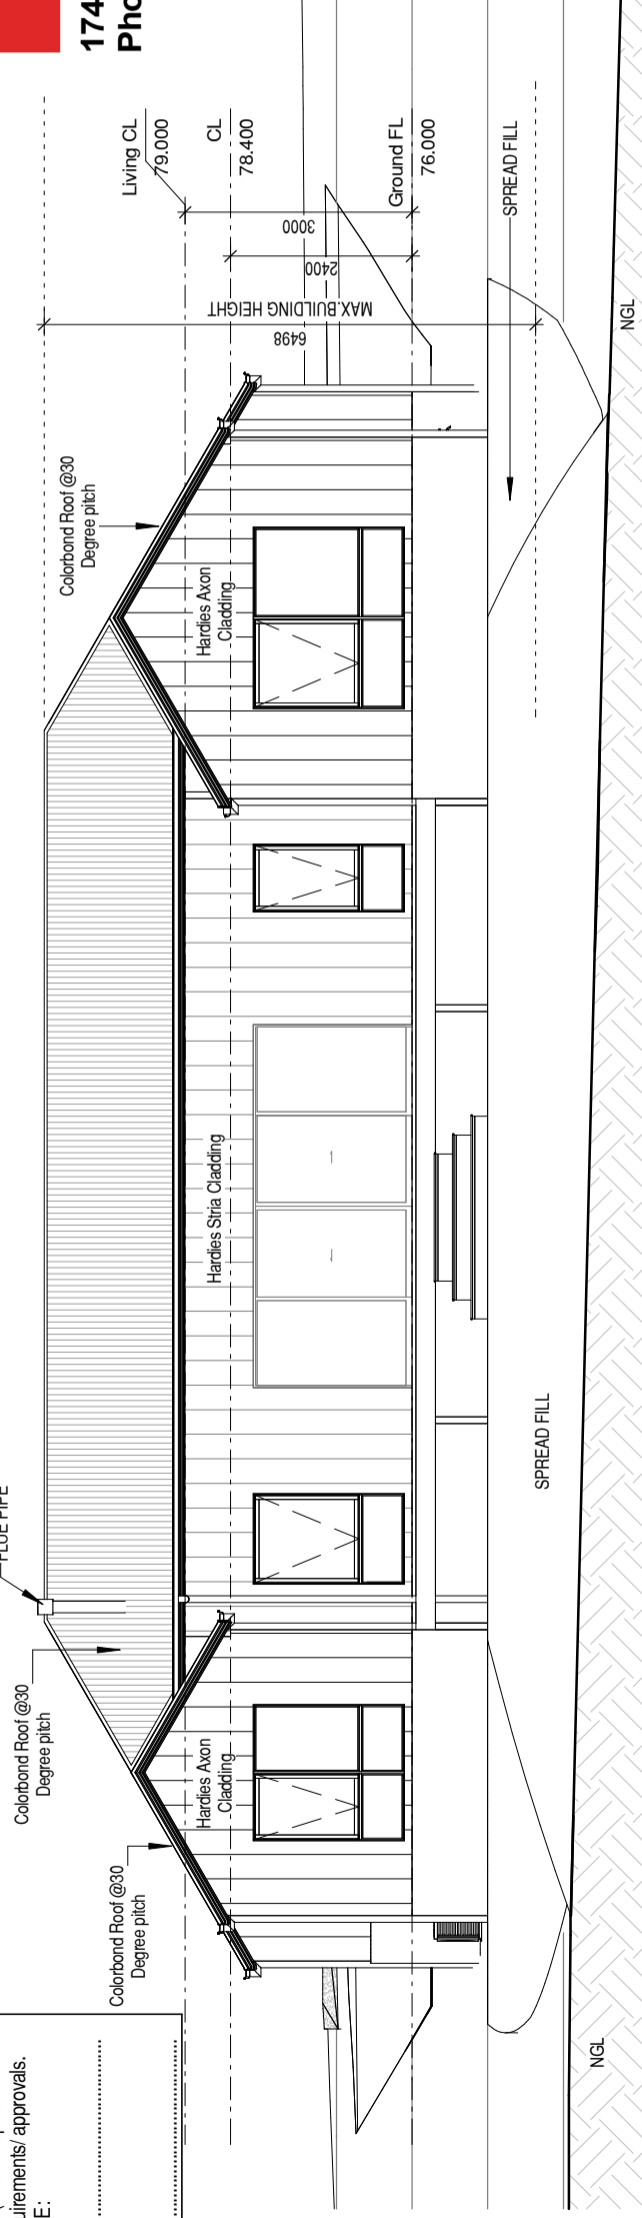 174
Pho
uirements/ approvals.
E:
FLUE PIPE
Colorbond Roof @30
Degree pitch
Colorbond Roof @30
Degree pitch
Colorbond Roof @30
Degree pitch
Hardies Axon
Cladding
Hardies Stria Cladding
Hardies Axon
Cladding
Living CL
79.000
CL
78.400
Ground FL
76.000
3000
2400
MAX.BUILDING HEIGHT
6498
SPREAD FILL
SPREAD FILL
NGL
NGL